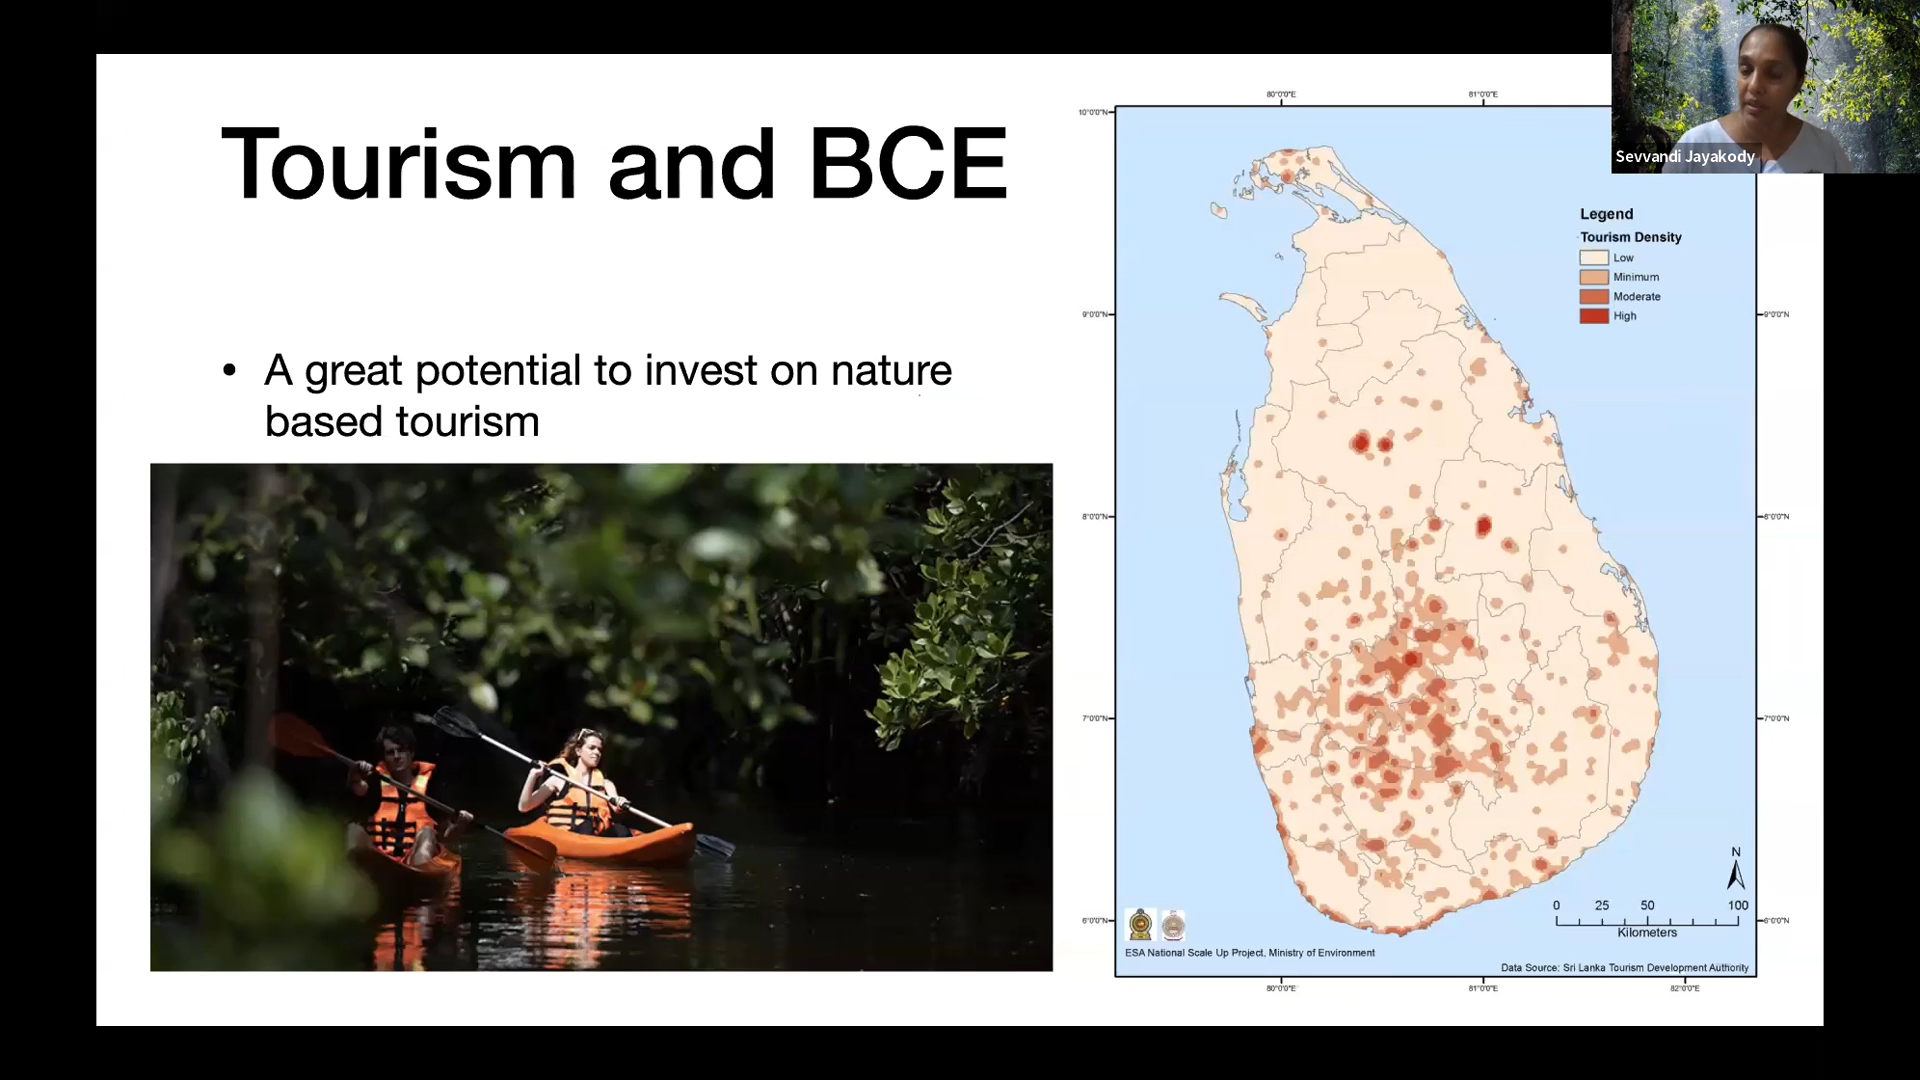 Tourism and BCE
• A great potential to invest on nature
based tourism
80°0'0"E
81°0'0"E
10°0'0"N
9°0'0"N
9°0'0"N
8°0'0"N
8°0'0"N
7°0'0"N
7°0'0"N
6°0'0"N
6°0'0"N
Legend
Tourism Density
Low
Minimum
Moderate
High
N
0 25 50 100
Kilometers
ESA National Scale Up Project, Ministry of Environment
Data Source: Sri Lanka Tourism Development Authority
80°0'0"E
81°0'0"E
82°0'0"E
Sevvandi Jayakody